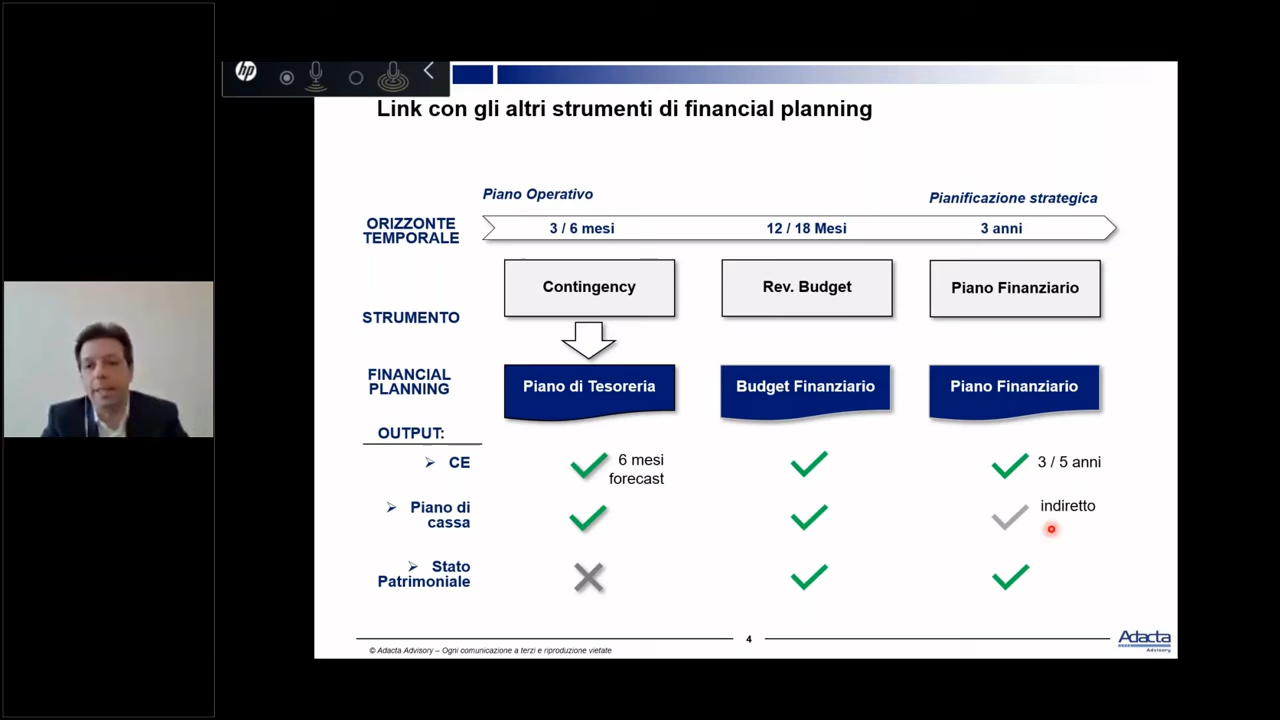 hp
Link con gli altri strumenti di financial planning
Piano Operativo
Pianificazione strategica
ORIZZONTE
TEMPORALE
3 / 6 mesi
12 / 18 Mesi
3 anni
Contingency
Rev. Budget
Piano Finanziario
STRUMENTO
FINANCIAL
PLANNING
Piano di Tesoreria
Budget Finanziario
Piano Finanziario
OUTPUT:
CE
6 mesi
forecast
3 / 5 anni
Piano di
cassa
indiretto
Stato
Patrimoniale
4
© Adacta Advisory – Ogni comunicazione a terzi e riproduzione vietate
Adacta
Advisory